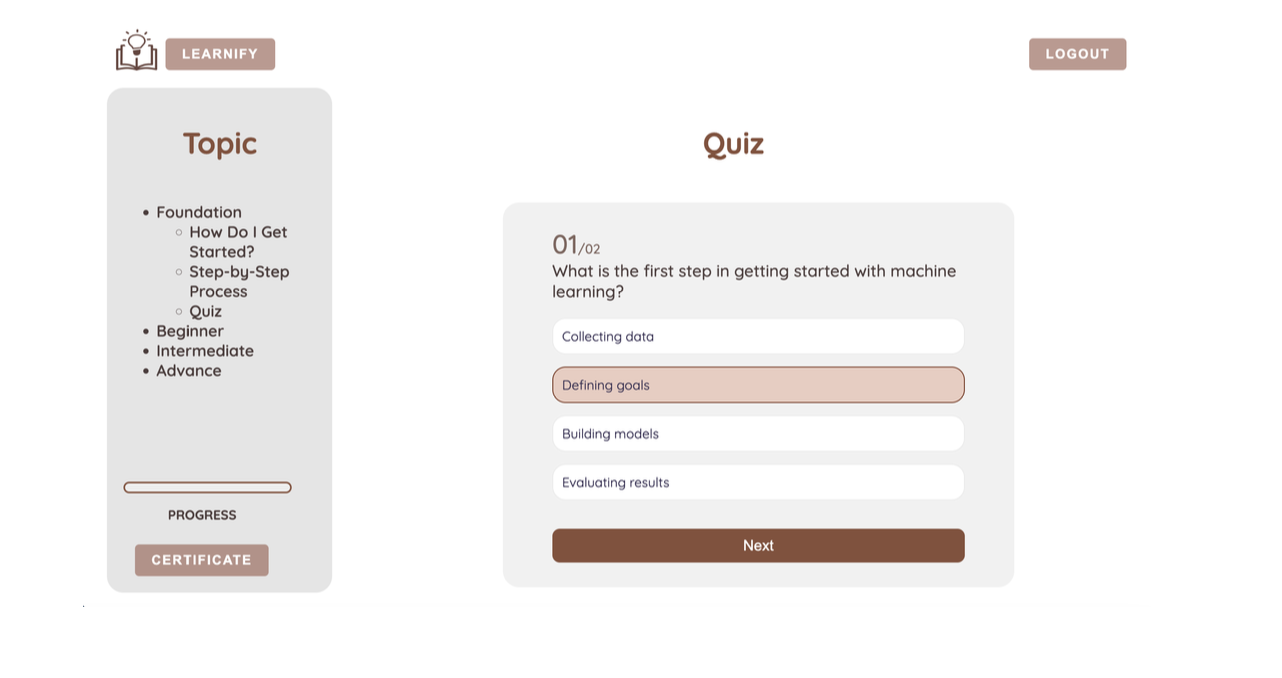 LEARNIFY
LOGOUT
Topic
Foundation
How Do I Get
Started?
Step-by-Step
Process
Quiz
Beginner
Intermediate
Advance
PROGRESS
CERTIFICATE
Quiz
01/02
What is the first step in getting started with machine
learning?
Collecting data
Defining goals
Building models
Evaluating results
Next